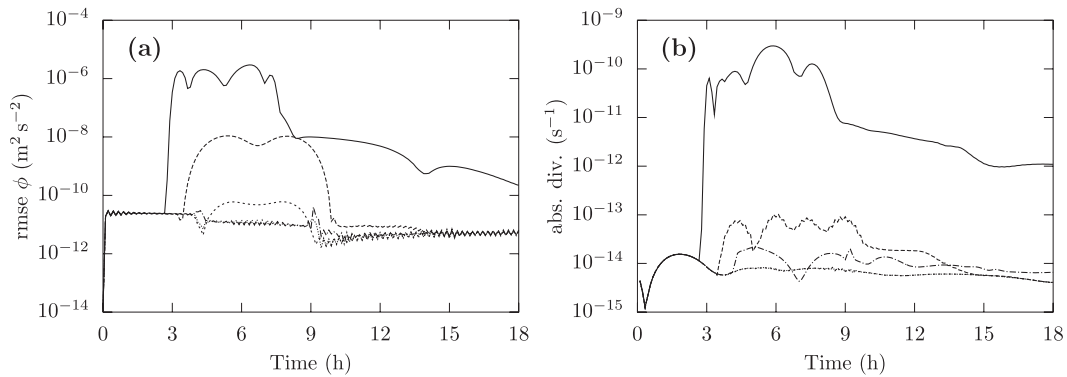 (a)
rmse ϕ (m² s⁻²)
10⁻⁴
10⁻⁶
10⁻⁸
10⁻¹⁰
10⁻¹²
10⁻¹⁴
0 3 6 9 12 15 18
Time (h)
(b)
abs. div. (s⁻¹)
10⁻⁹
10⁻¹⁰
10⁻¹¹
10⁻¹²
10⁻¹³
10⁻¹⁴
10⁻¹⁵
0 3 6 9 12 15 18
Time (h)